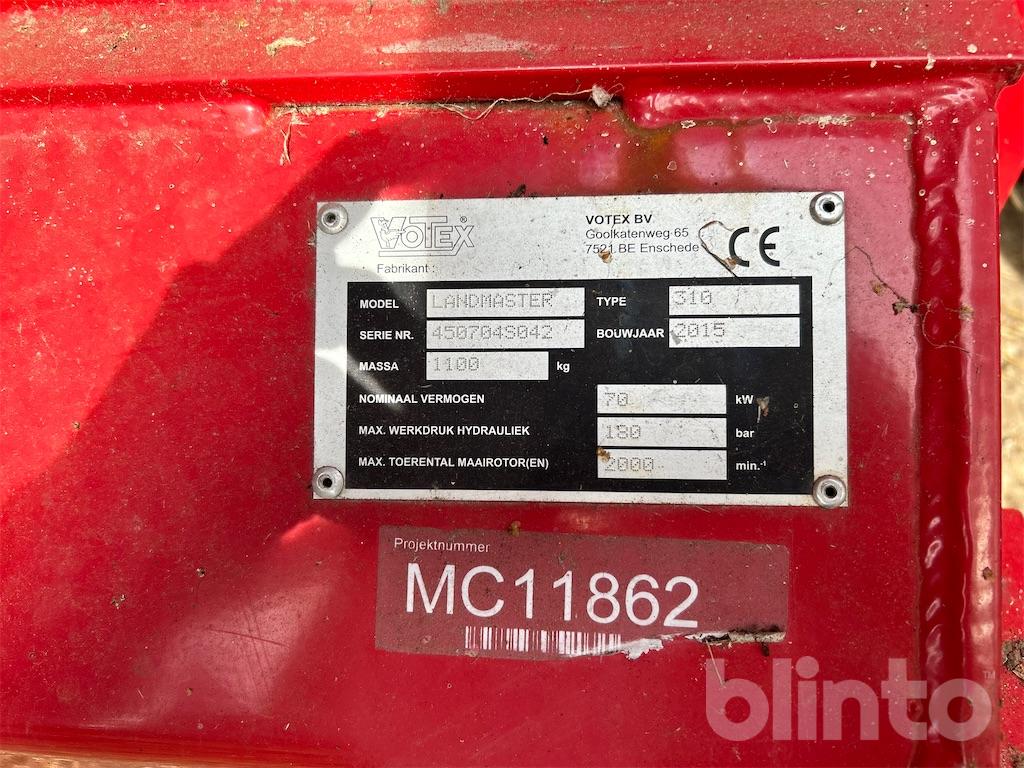 VOTEX®
Fabrikant :
VOTEX BV
Goolkatenweg 65
7521 BE Enschede
CE
MODEL LANDMASTER TYPE 310
SERIE NR. 450704S042 BOUWJAAR 2015
MASSA 1100 kg
NOMINAAL VERMOGEN 70 kW
MAX. WERKDRUK HYDRAULIEK 180 bar
MAX. TOERENTAL MAAIROTOR(EN) 2000 min.-¹
Projektnummer
MC11862
blinto™